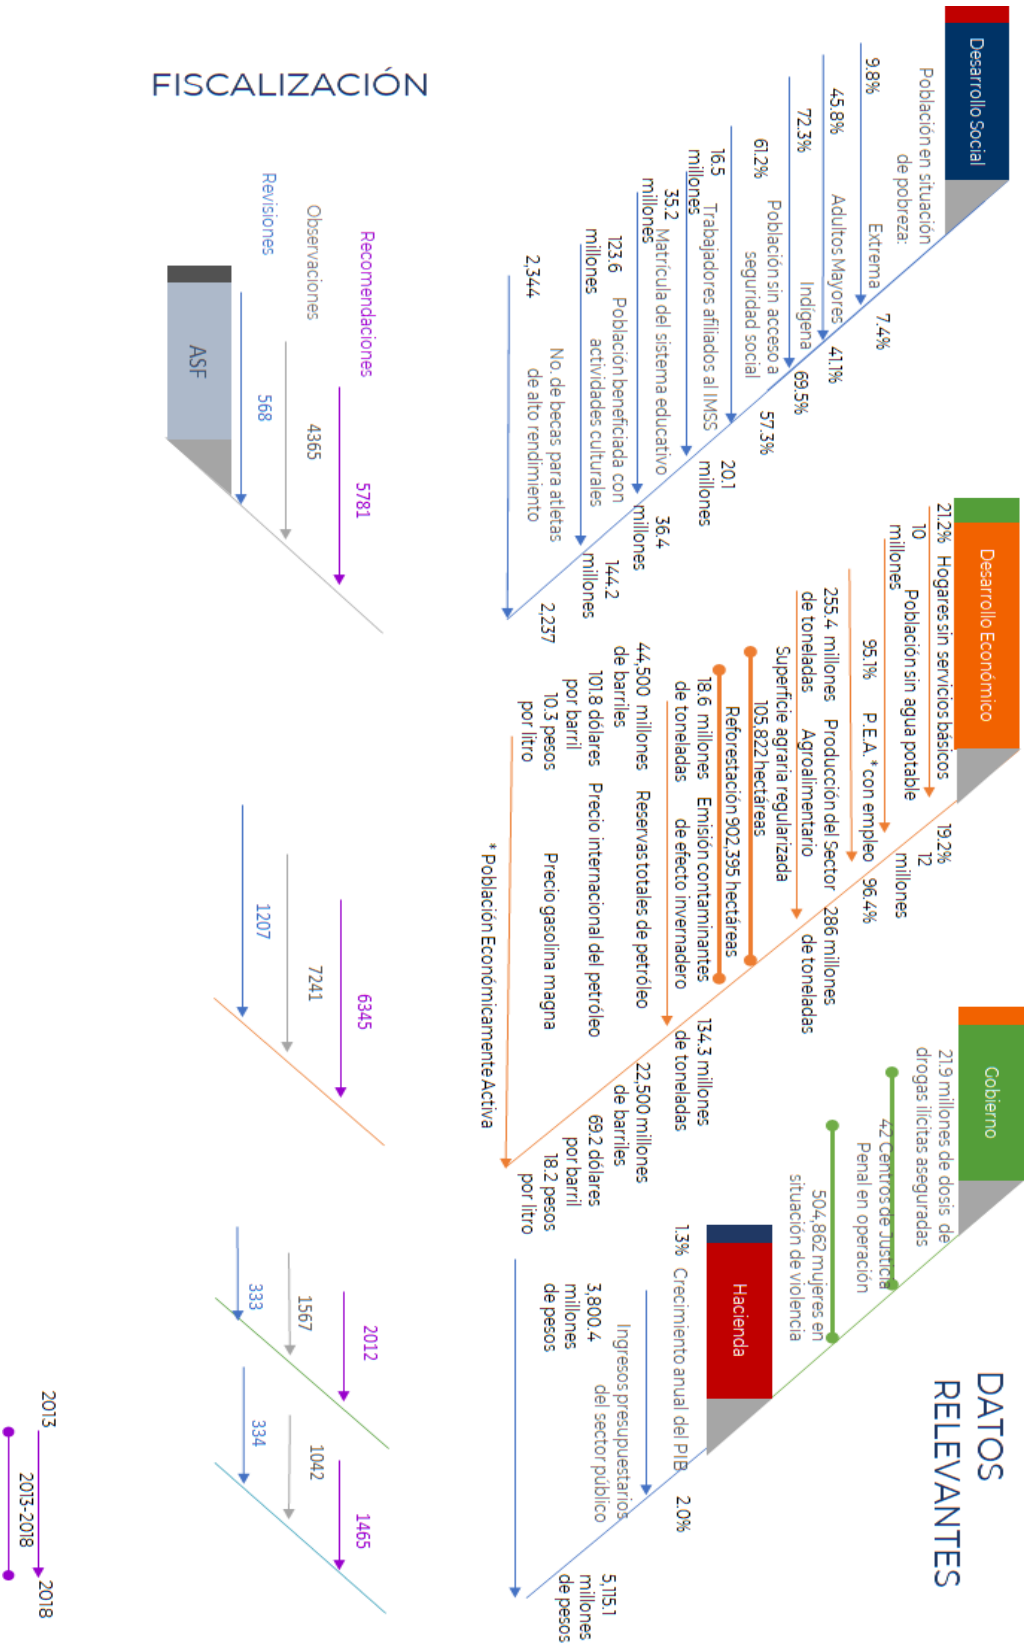 DATOS
RELEVANTES
Desarrollo Social
Población en situación
de pobreza:
9.8% Extrema 7.4%
45.8% Adultos Mayores 41.1%
72.3% Indígena 69.5%
61.2% Población sin acceso a
seguridad social 57.3%
16.5
millones Trabajadores afiliados al IMSS 20.1
millones
35.2
millones Matrícula del sistema educativo 36.4
millones
123.6
millones Población beneficiada con
actividades culturales 144.2
millones
2,344 No. de becas para atletas
de alto rendimiento 2,237
Desarrollo Económico
21.2% Hogares sin servicios básicos 19.2%
10
millones Población sin agua potable 12
millones
95.1% P.E.A. * con empleo 96.4%
255.4 millones Producción del Sector 286 millones
de toneladas Agroalimentario de toneladas
Superficie agraria regularizada
105,822 hectáreas
Reforestación 902,395 hectáreas
18.6 millones Emisión contaminantes 134.3 millones
de toneladas de efecto invernadero de toneladas
44,500 millones Reservas totales de petróleo 22,500 millones
de barriles de barriles
101.8 dólares Precio internacional del petróleo 69.2 dólares
por barril por barril
10.3 pesos Precio gasolina magna 18.2 pesos
por litro por litro
* Población Económicamente Activa
Gobierno
21.9 millones de dosis de
drogas ilícitas aseguradas
42 Centros de Justicia
Penal en operación
504,862 mujeres en
situación de violencia
Hacienda
1.3% Crecimiento anual del PIB 2.0%
3,800.4
millones
de pesos Ingresos presupuestarios
del sector público 5,115.1
millones
de pesos
FISCALIZACIÓN
Recomendaciones 5781 6345 2012 1465
Observaciones 4365 7241 1567 1042
Revisiones 568 1207 333 334
ASF
2013 2018
2013-2018